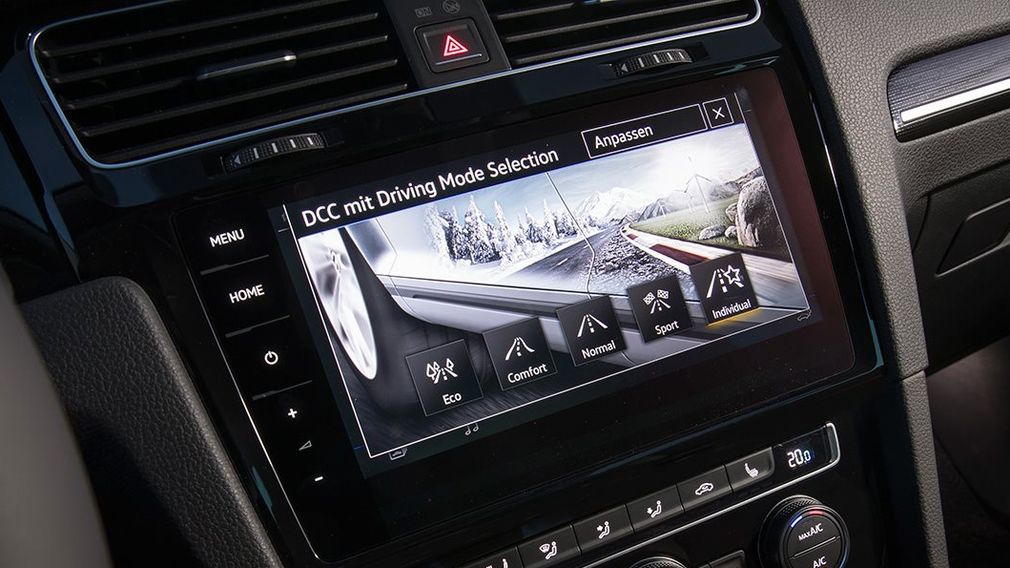 DCC mit Driving Mode Selection
Anpassen
MENU
HOME
Eco
Comfort
Normal
Sport
Individual
20.0
MAX A/C
A/C